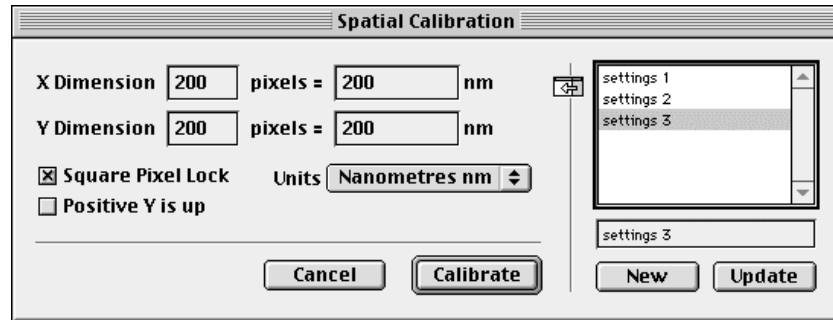 Spatial Calibration
X Dimension 200 pixels = 200 nm
Y Dimension 200 pixels = 200 nm
Square Pixel Lock Units Nanometres nm
Positive Y is up
Cancel Calibrate
settings 1
settings 2
settings 3
settings 3
New Update